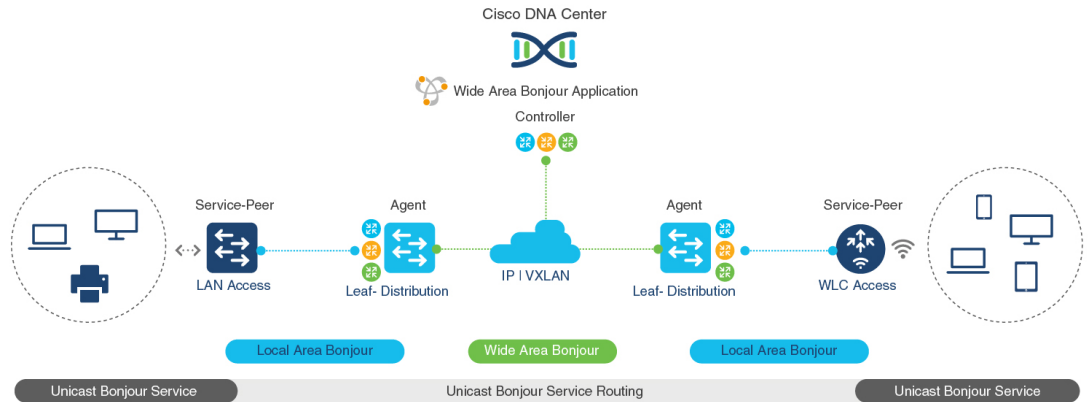 Cisco DNA Center
Wide Area Bonjour Application
Controller
Service-Peer
Agent
Agent
Service-Peer
LAN Access
Leaf- Distribution
IP | VXLAN
Leaf- Distribution
WLC Access
Local Area Bonjour
Wide Area Bonjour
Local Area Bonjour
Unicast Bonjour Service
Unicast Bonjour Service Routing
Unicast Bonjour Service